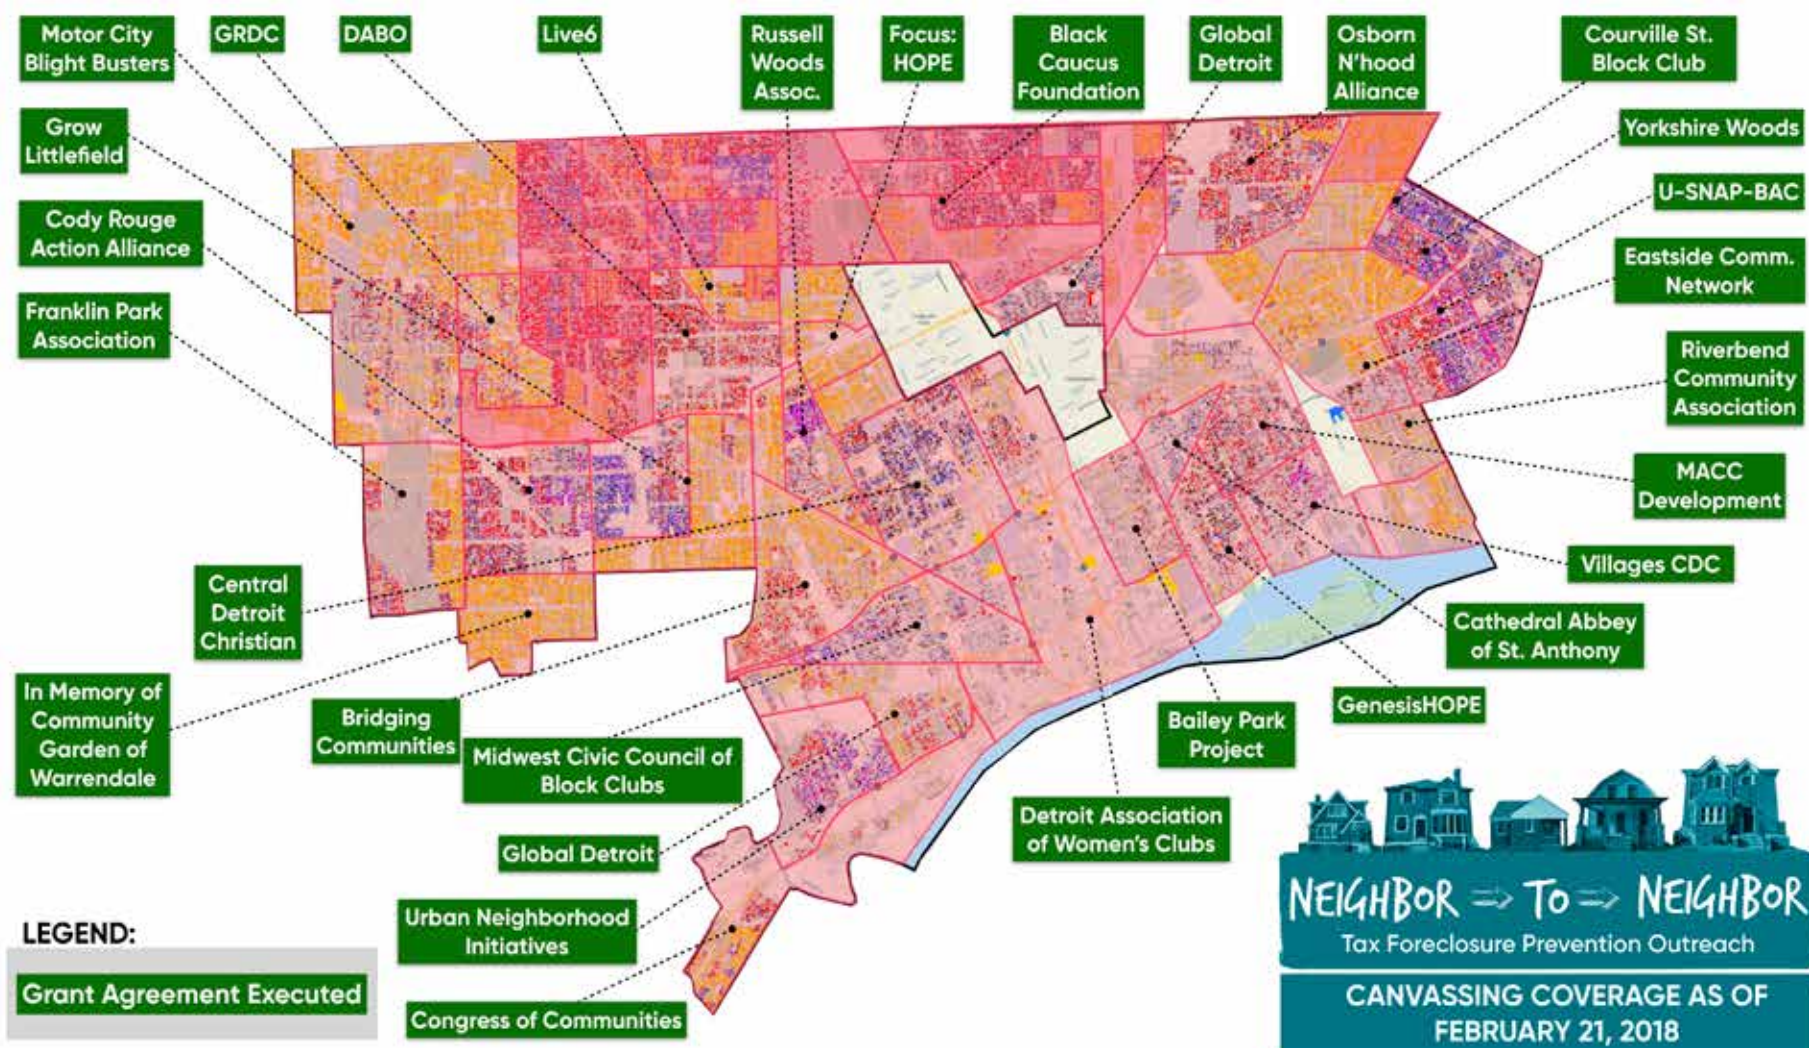 Motor City
Blight Busters
GRDC
DABO
Live6
Russell
Woods
Assoc.
Focus:
HOPE
Black
Caucus
Foundation
Global
Detroit
Osborn
N'hood
Alliance
Courville St.
Block Club
Grow
Littlefield
Yorkshire Woods
Cody Rouge
Action Alliance
U-SNAP-BAC
Eastside Comm.
Network
Franklin Park
Association
Riverbend
Community
Association
MACC
Development
Villages CDC
Central
Detroit
Christian
Cathedral Abbey
of St. Anthony
In Memory of
Community
Garden of
Warrendale
Bridging
Communities
GenesisHOPE
Bailey Park
Project
Midwest Civic Council of
Block Clubs
Detroit Association
of Women's Clubs
Global Detroit
Urban Neighborhood
Initiatives
Congress of Communities
LEGEND:
Grant Agreement Executed
NEIGHBOR ⇒ To ⇒ NEIGHBOR
Tax Foreclosure Prevention Outreach
CANVASSING COVERAGE AS OF
FEBRUARY 21, 2018